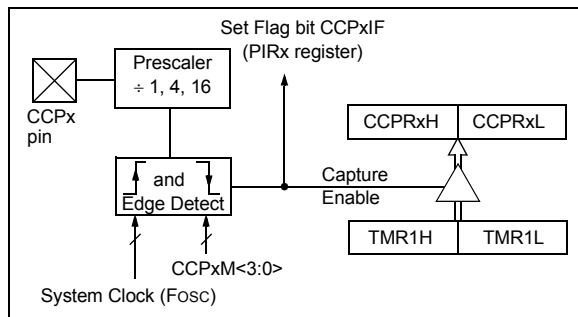 Set Flag bit CCPxIF
(PIRx register)
Prescaler
÷ 1, 4, 16
CCPx
pin
CCPRxH
CCPRxL
and
Edge Detect
Capture
Enable
TMR1H
TMR1L
CCPxM<3:0>
System Clock (FOSC)